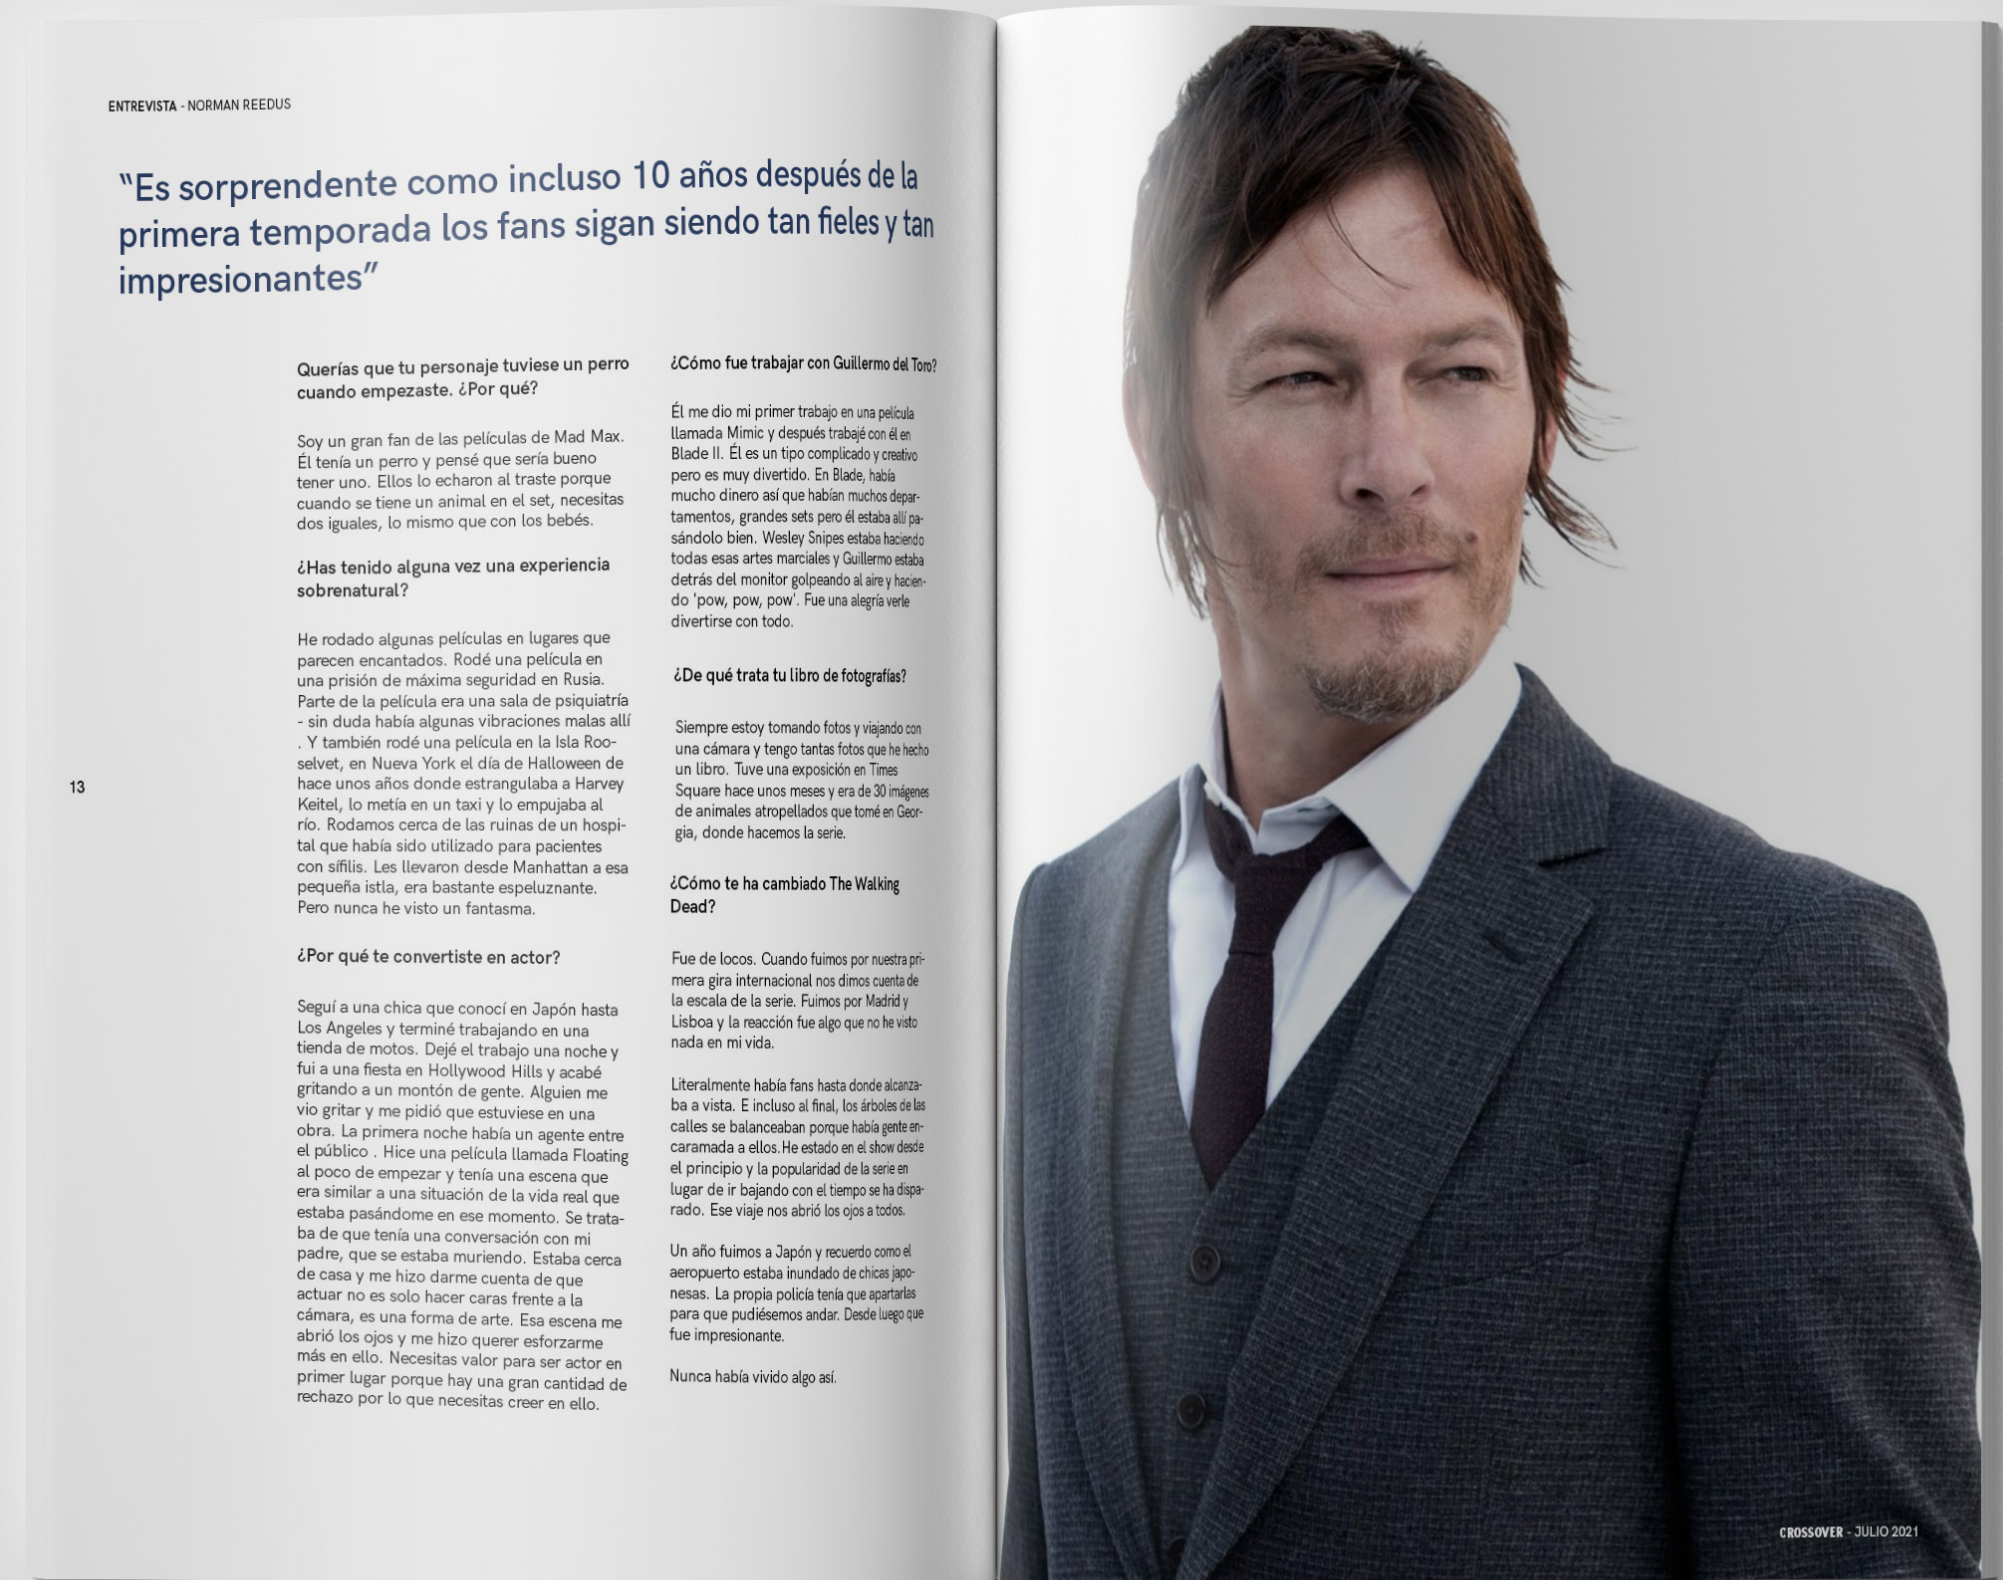 ENTREVISTA - NORMAN REEDUS
“Es sorprendente como incluso 10 años después de la
primera temporada los fans sigan siendo tan fieles y tan
impresionantes”
Querías que tu personaje tuviese un perro
cuando empezaste. ¿Por qué?
Soy un gran fan de las películas de Mad Max.
Él tenía un perro y pensé que sería bueno
tener uno. Ellos lo echaron al traste porque
cuando se tiene un animal en el set, necesitas
dos iguales, lo mismo que con los bebés.
¿Has tenido alguna vez una experiencia
sobrenatural?
He rodado algunas películas en lugares que
parecen encantados. Rodé una película en
una prisión de máxima seguridad en Rusia.
Parte de la película era una sala de psiquiatría
- sin duda había algunas vibraciones malas allí
. Y también rodé una película en la Isla Roo-
selvet, en Nueva York el día de Halloween de
hace unos años donde estrangulaba a Harvey
Keitel, lo metía en un taxi y lo empujaba al
río. Rodamos cerca de las ruinas de un hospi-
tal que había sido utilizado para pacientes
con sífilis. Les llevaron desde Manhattan a esa
pequeña istla, era bastante espeluznante.
Pero nunca he visto un fantasma.
¿Por qué te convertiste en actor?
Seguí a una chica que conocí en Japón hasta
Los Angeles y terminé trabajando en una
tienda de motos. Dejé el trabajo una noche y
fui a una fiesta en Hollywood Hills y acabé
gritando a un montón de gente. Alguien me
vio gritar y me pidió que estuviese en una
obra. La primera noche había un agente entre
el público . Hice una película llamada Floating
al poco de empezar y tenía una escena que
era similar a una situación de la vida real que
estaba pasándome en ese momento. Se trata-
ba de que tenía una conversación con mi
padre, que se estaba muriendo. Estaba cerca
de casa y me hizo darme cuenta de que
actuar no es solo hacer caras frente a la
cámara, es una forma de arte. Esa escena me
abrió los ojos y me hizo querer esforzarme
más en ello. Necesitas valor para ser actor en
primer lugar porque hay una gran cantidad de
rechazo por lo que necesitas creer en ello.
¿Cómo fue trabajar con Guillermo del Toro?
Él me dio mi primer trabajo en una película
llamada Mimic y después trabajé con él en
Blade II. Él es un tipo complicado y creativo
pero es muy divertido. En Blade, había
mucho dinero así que habían muchos depar-
tamentos, grandes sets pero él estaba allí pa-
sándolo bien. Wesley Snipes estaba haciendo
todas esas artes marciales y Guillermo estaba
detrás del monitor golpeando al aire y hacien-
do 'pow, pow, pow'. Fue una alegría verle
divertirse con todo.
¿De qué trata tu libro de fotografías?
Siempre estoy tomando fotos y viajando con
una cámara y tengo tantas fotos que he hecho
un libro. Tuve una exposición en Times
Square hace unos meses y era de 30 imágenes
de animales atropellados que tomé en Geor-
gia, donde hacemos la serie.
¿Cómo te ha cambiado The Walking
Dead?
Fue de locos. Cuando fuimos por nuestra pri-
mera gira internacional nos dimos cuenta de
la escala de la serie. Fuimos por Madrid y
Lisboa y la reacción fue algo que no he visto
nada en mi vida.
Literalmente había fans hasta donde alcanza-
ba a vista. E incluso al final, los árboles de las
calles se balanceaban porque había gente en-
caramada a ellos.He estado en el show desde
el principio y la popularidad de la serie en
lugar de ir bajando con el tiempo se ha dispa-
rado. Ese viaje nos abrió los ojos a todos.
Un año fuimos a Japón y recuerdo como el
aeropuerto estaba inundado de chicas japo-
nesas. La propia policía tenía que apartarlas
para que pudiésemos andar. Desde luego que
fue impresionante.
Nunca había vivido algo así.
13
CROSSOVER - JULIO 2021